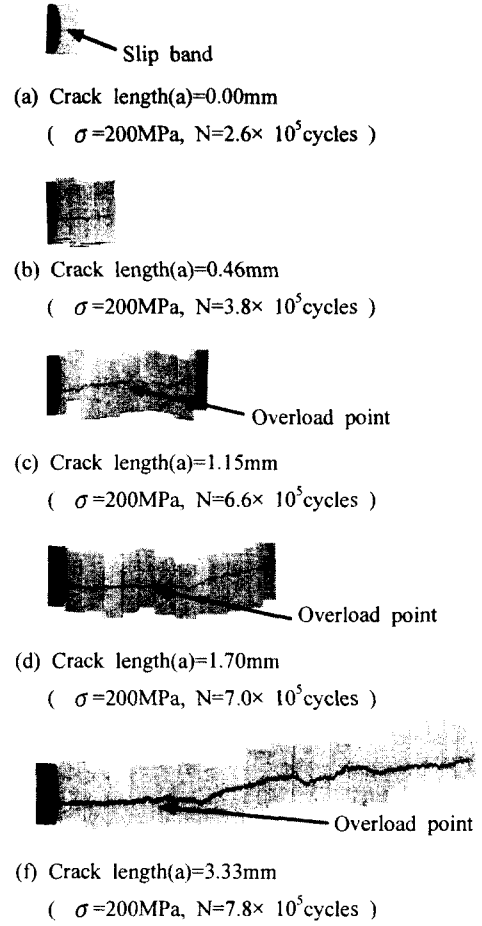 Slip band
(a) Crack length(a)=0.00mm
( σ=200MPa, N=2.6× 10⁵cycles )
(b) Crack length(a)=0.46mm
( σ=200MPa, N=3.8× 10⁵cycles )
Overload point
(c) Crack length(a)=1.15mm
( σ=200MPa, N=6.6× 10⁵cycles )
Overload point
(d) Crack length(a)=1.70mm
( σ=200MPa, N=7.0× 10⁵cycles )
Overload point
(f) Crack length(a)=3.33mm
( σ=200MPa, N=7.8× 10⁵cycles )